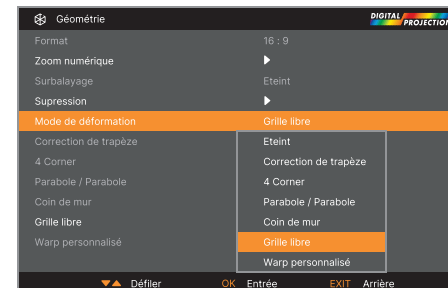 Géométrie
DIGITAL PROJECTION
Format 16 : 9
Zoom numérique
Surbalayage Eteint
Supression
Mode de déformation Grille libre
Correction de trapèze Eteint
4 Corner Correction de trapèze
Parabole / Parabole 4 Corner
Coin de mur Parabole / Parabole
Grille libre Coin de mur
Warp personnalisé Grille libre
Warp personnalisé
Défiler OK Entrée EXIT Arrière